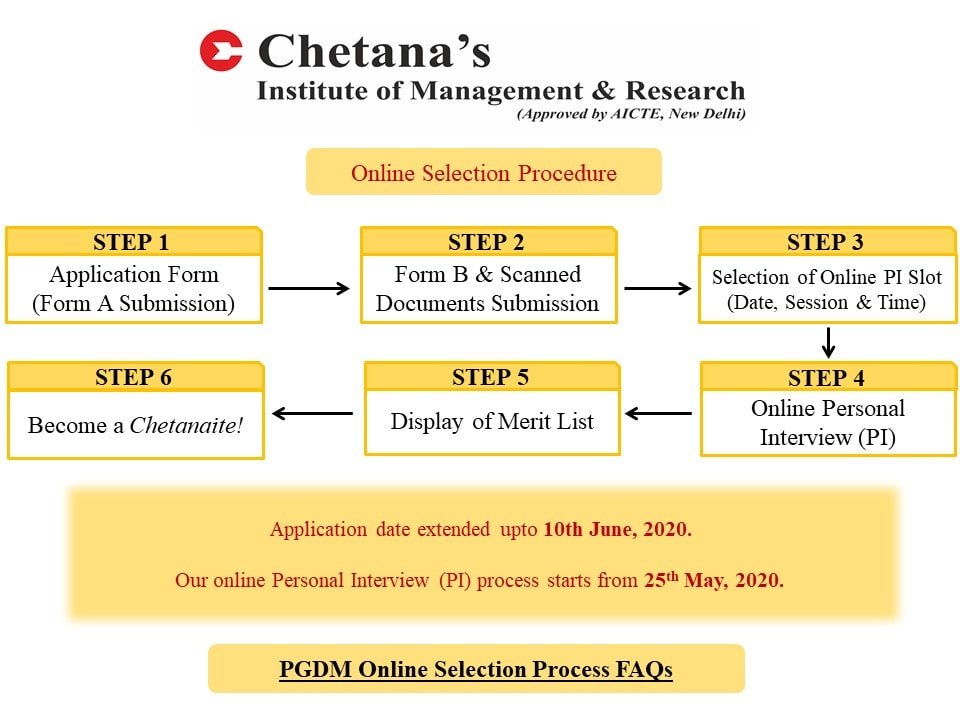 Chetana's
Institute of Management & Research
(Approved by AICTE, New Delhi)
Online Selection Procedure
STEP 1
Application Form
(Form A Submission)
STEP 2
Form B & Scanned
Documents Submission
STEP 3
Selection of Online PI Slot
(Date, Session & Time)
STEP 4
Online Personal
Interview (PI)
STEP 5
Display of Merit List
STEP 6
Become a Chetanaite!
Application date extended upto 10th June, 2020.
Our online Personal Interview (PI) process starts from 25th May, 2020.
PGDM Online Selection Process FAQs